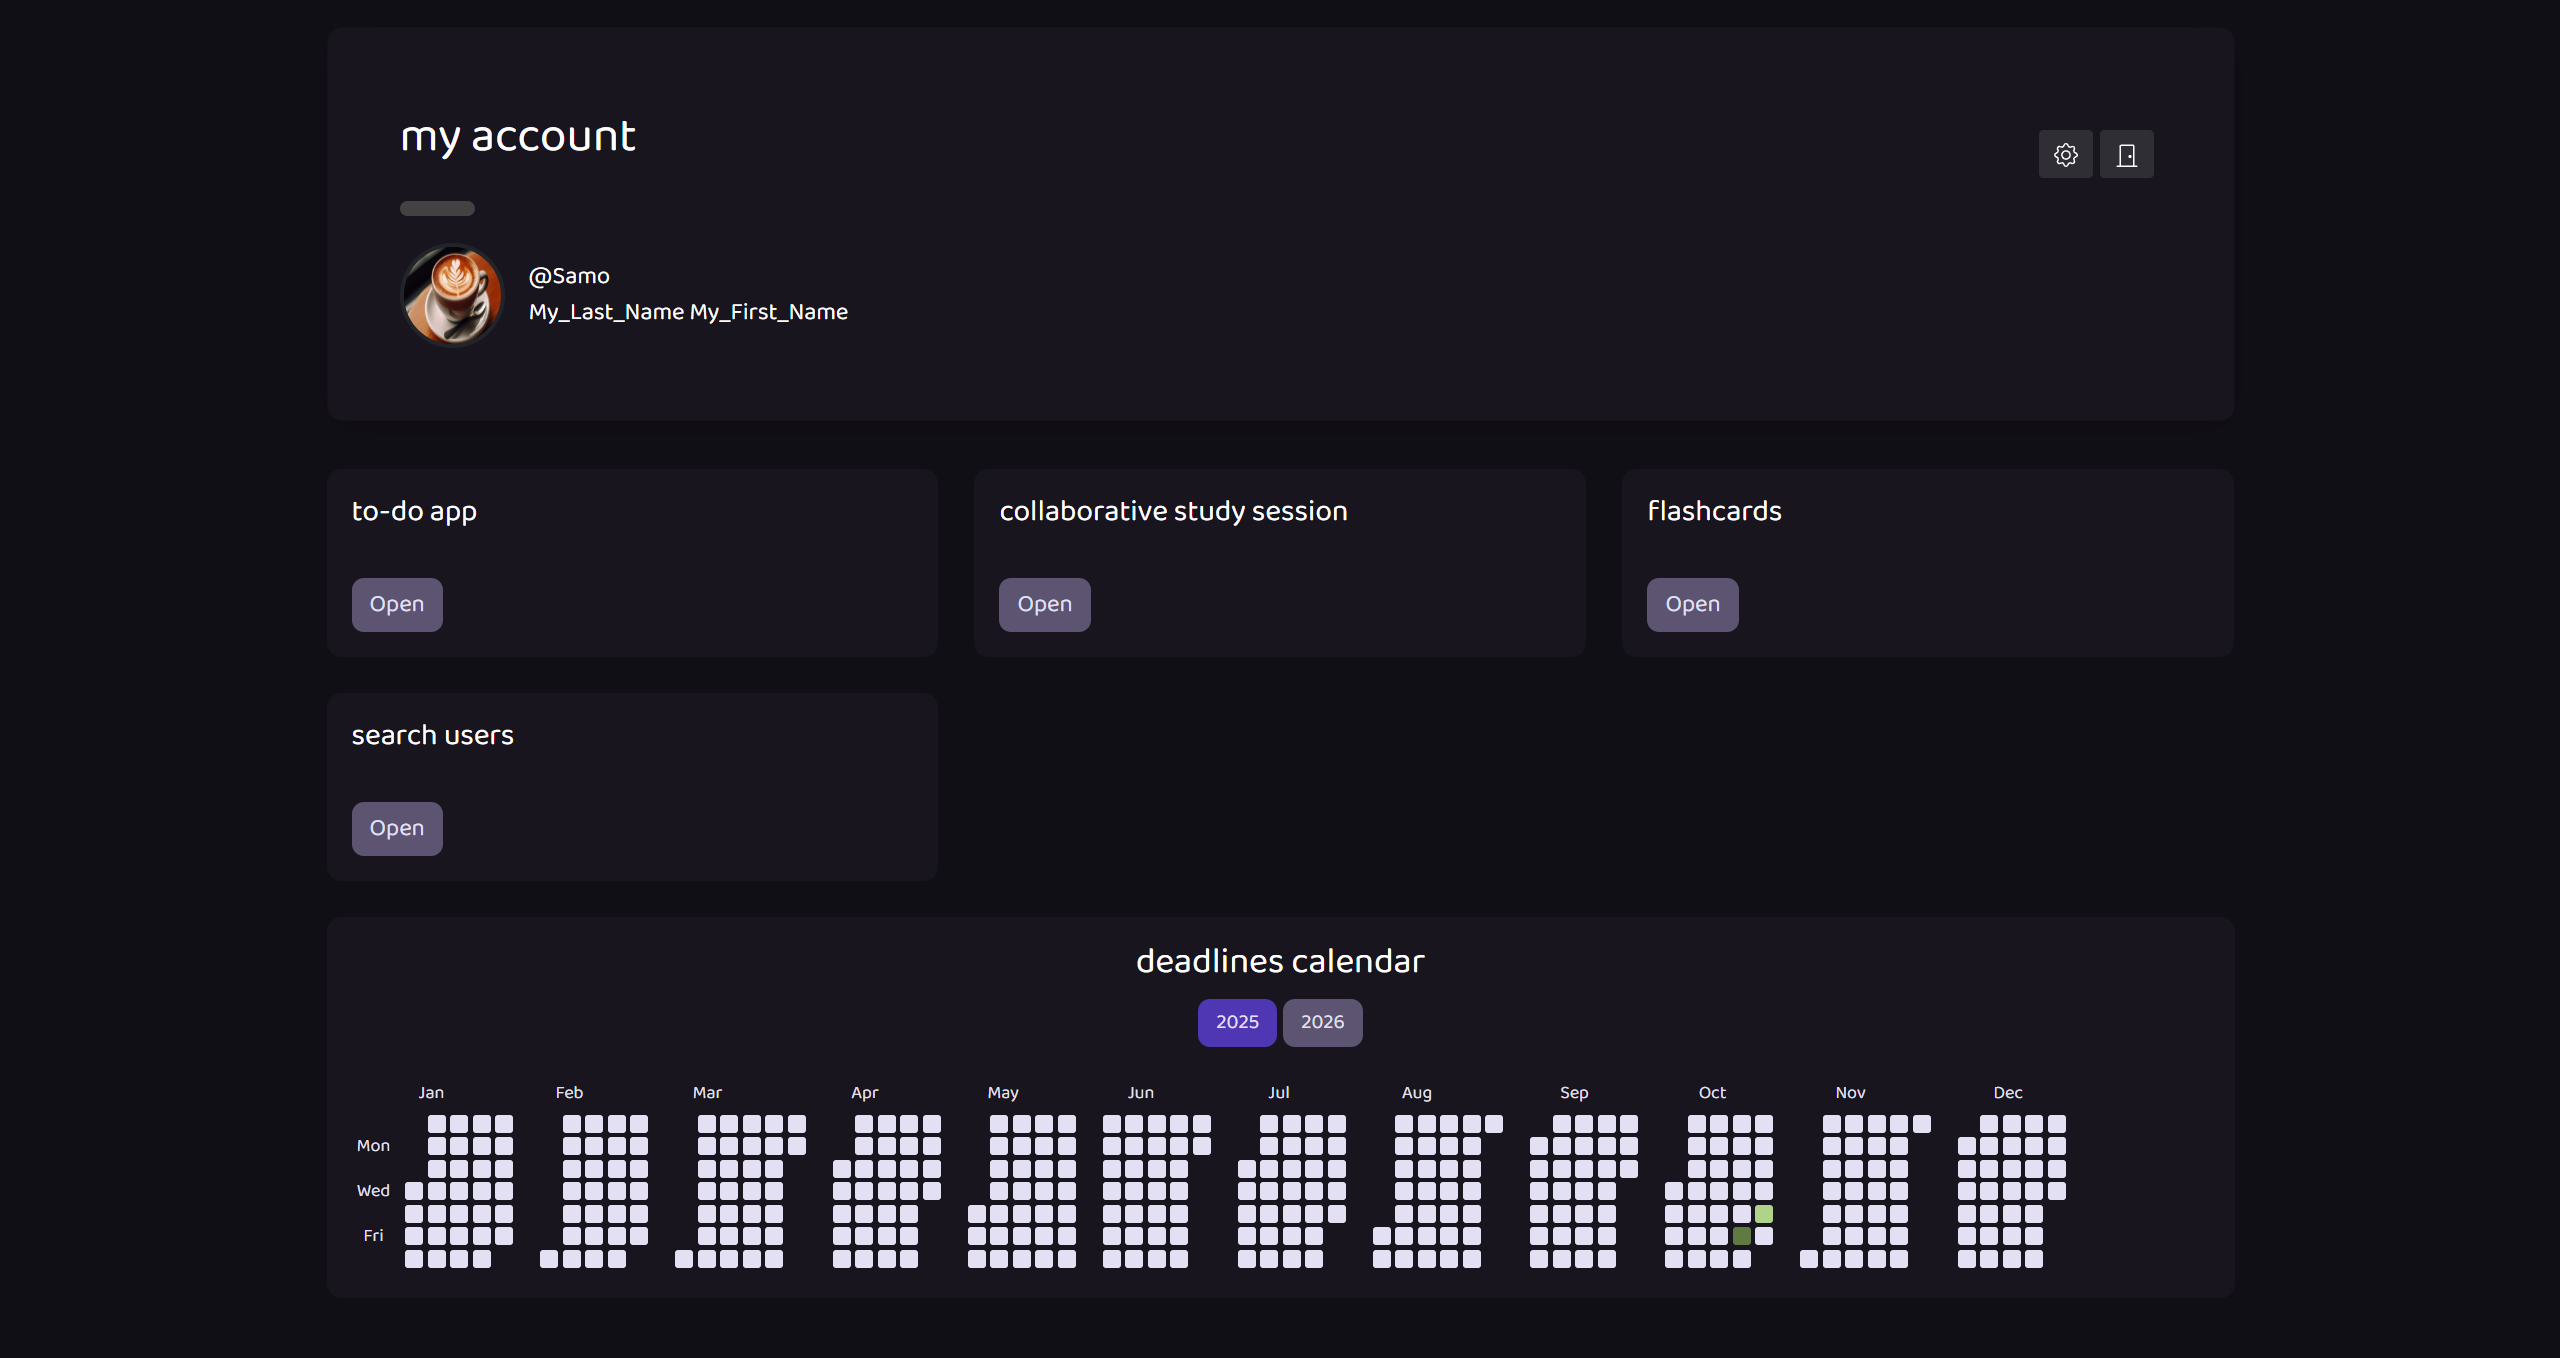 my account
@Samo
My_Last_Name My_First_Name
to-do app
Open
collaborative study session
Open
flashcards
Open
search users
Open
deadlines calendar
2025 2026
Jan Feb Mar Apr May Jun Jul Aug Sep Oct Nov Dec
Mon
Wed
Fri